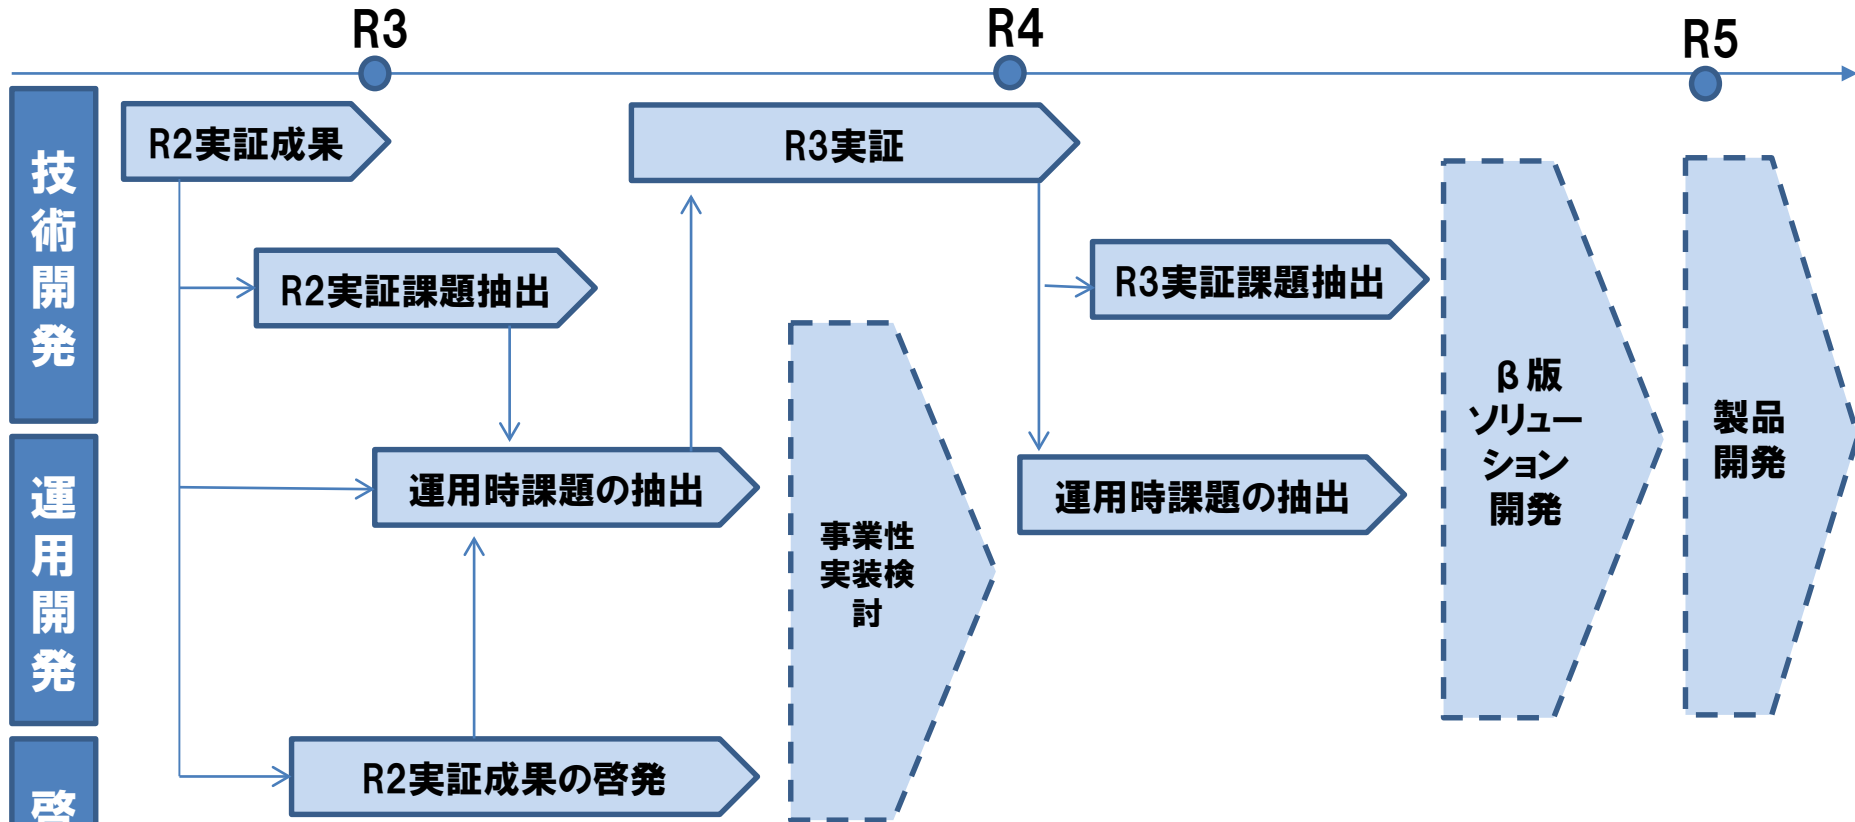 R3
R4
R5
技術開発
R2実証成果
R3実証
R2実証課題抽出
R3実証課題抽出
運用開発
運用時課題の抽出
運用時課題の抽出
事業性
実装検
討
β版
ソリュー
ション
開発
製品
開発
R2実証成果の啓発